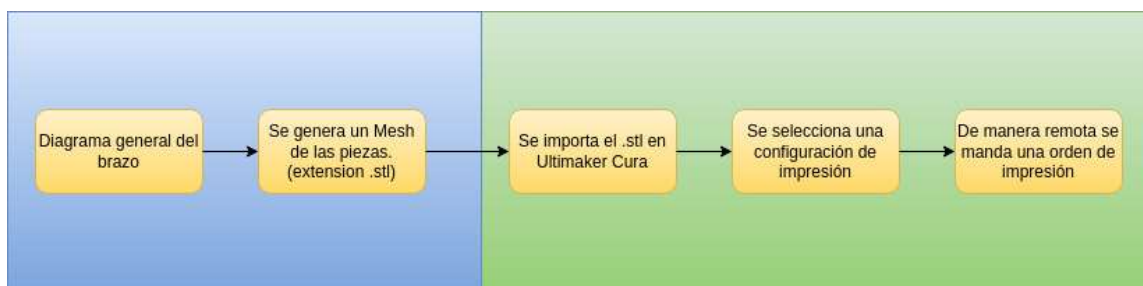 Diagrama general del
brazo
Se genera un Mesh
de las piezas.
(extension .stl)
Se importa el .stl en
Ultimaker Cura
Se selecciona una
configuración de
impresión
De manera remota se
manda una orden de
impresión